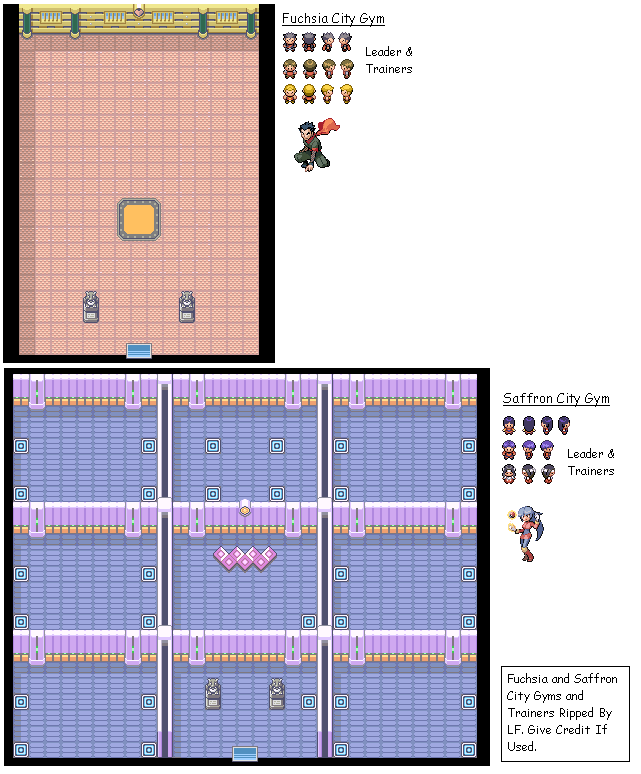 Fuchsia City Gym
Leader &
Trainers
Saffron City Gym
Leader &
Trainers
Fuchsia and Saffron
City Gyms and
Trainers Ripped By
LF. Give Credit If
Used.